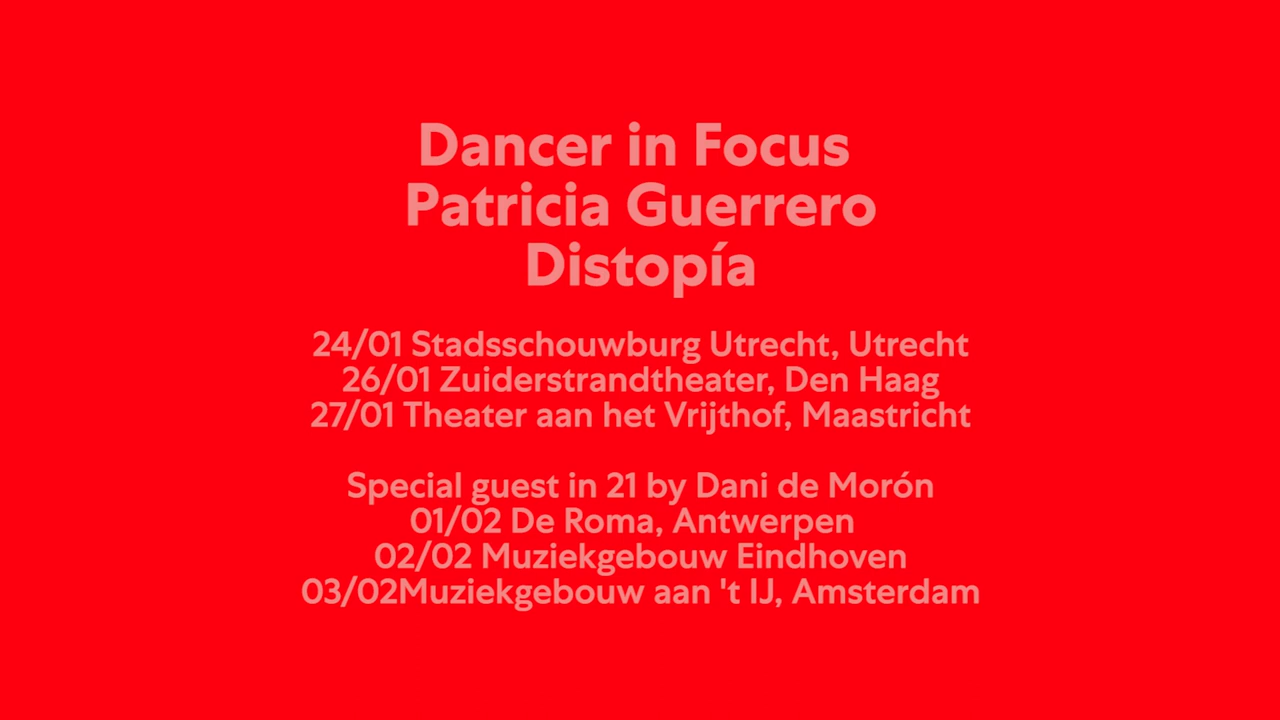 Dancer in Focus
Patricia Guerrero
Distopía
24/01 Stadsschouwburg Utrecht, Utrecht
26/01 Zuiderstrandtheater, Den Haag
27/01 Theater aan het Vrijthof, Maastricht
Special guest in 21 by Dani de Morón
01/02 De Roma, Antwerpen
02/02 Muziekgebouw Eindhoven
03/02Muziekgebouw aan 't IJ, Amsterdam